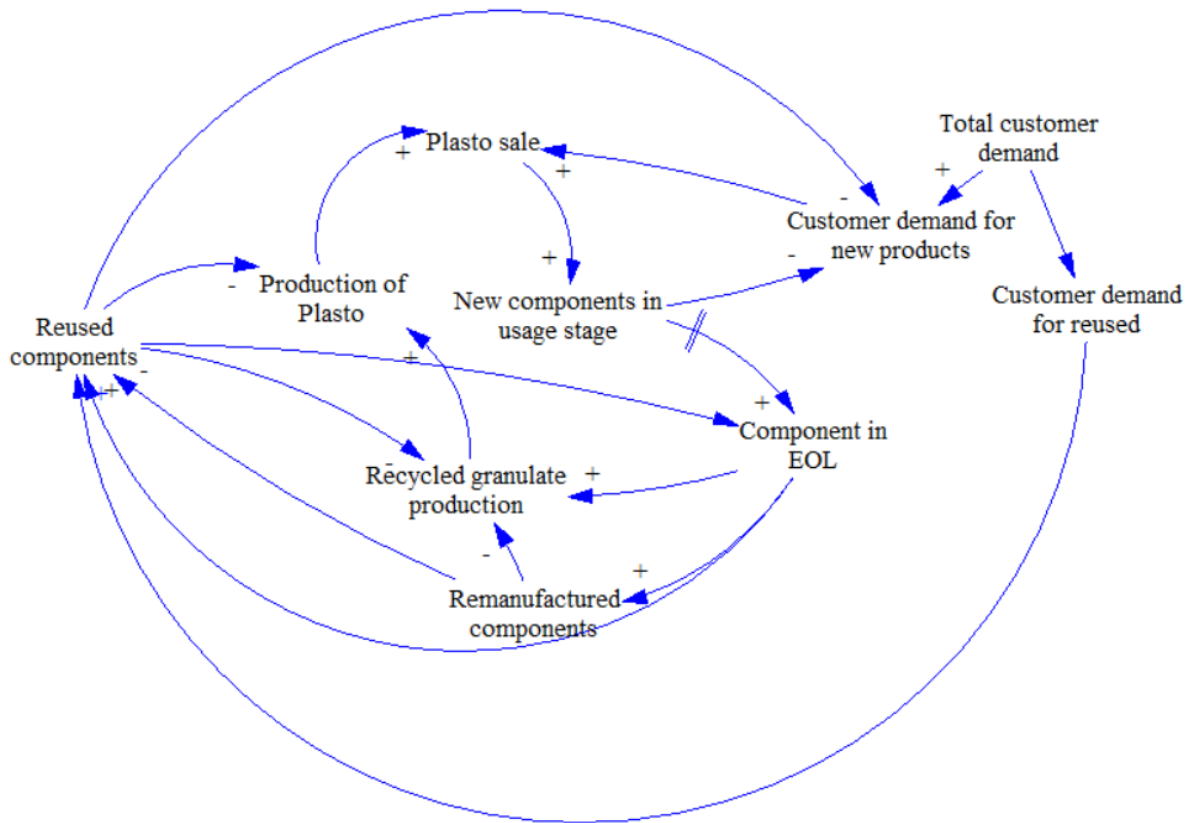 Total customer
demand
+
Plasto sale
+
+
-
Customer demand for
new products
-
+
Production of
Plasto
-
New components in
usage stage
Customer demand
for reused
Reused
components
-
+
++
+
Component in
EOL
-
Recycled granulate
production
+
-
+
Remanufactured
components